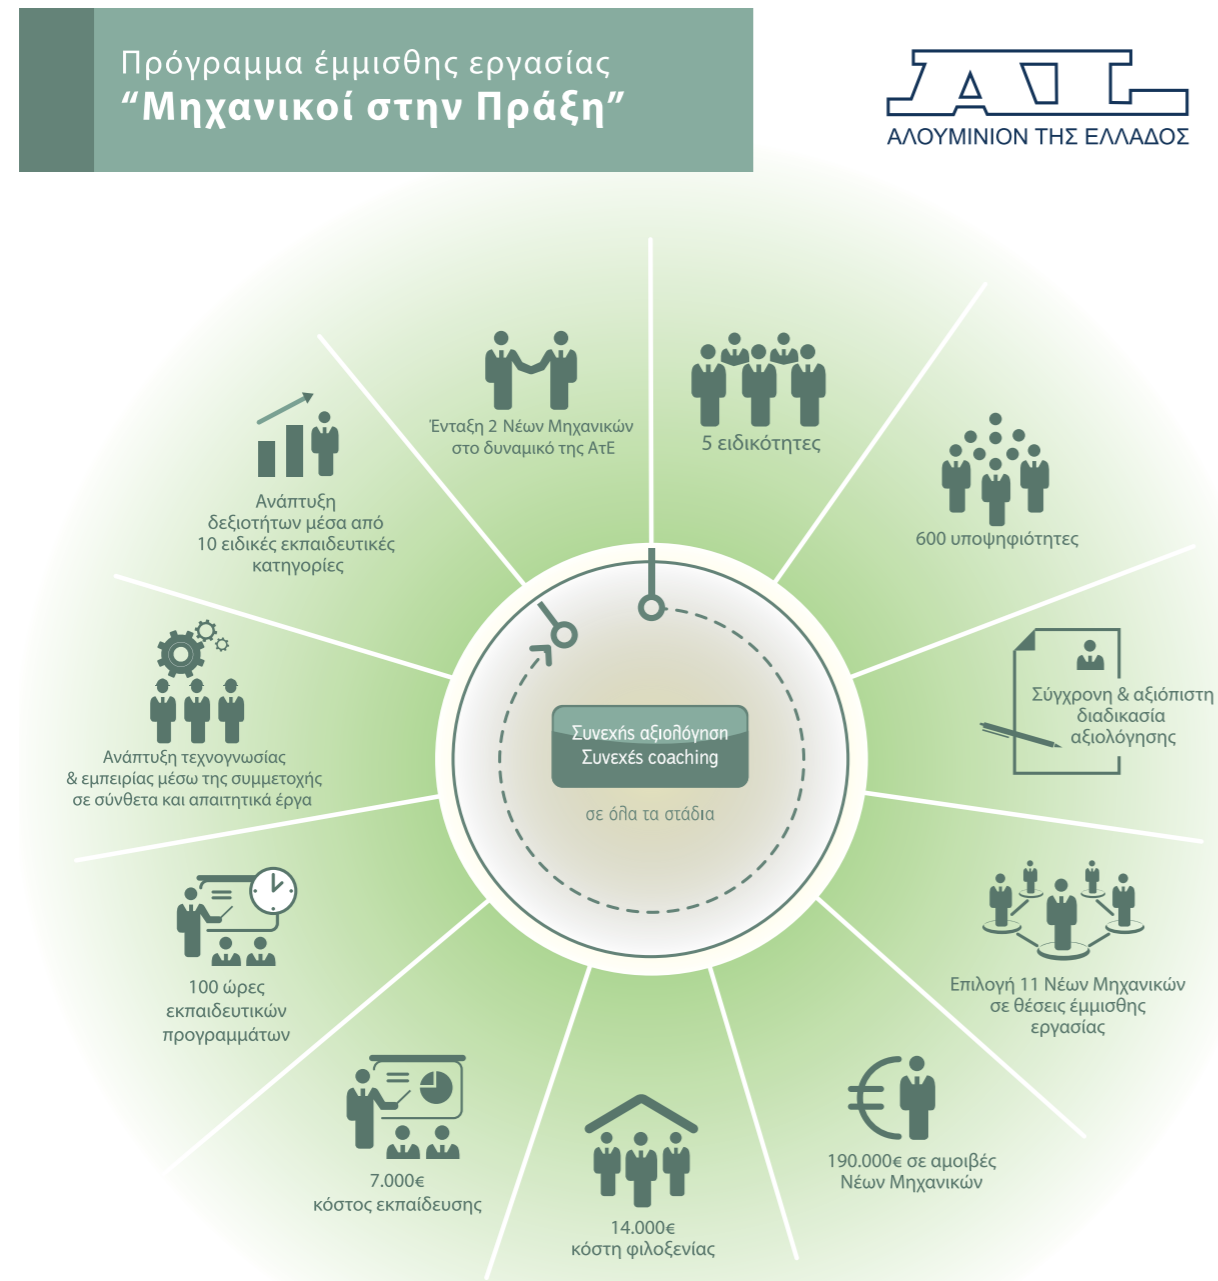 Πρόγραμμα έμμισθης εργασίας
“Μηχανικοί στην Πράξη”
ΑΛΟΥΜΙΝΙΟΝ ΤΗΣ ΕΛΛΑΔΟΣ
5 ειδικότητες
600 υποψηφιότητες
Σύγχρονη & αξιόπιστη
διαδικασία
αξιολόγησης
Επιλογή 11 Νέων Μηχανικών
σε θέσεις έμμισθης
εργασίας
190.000€ σε αμοιβές
Νέων Μηχανικών
14.000€
κόστη φιλοξενίας
7.000€
κόστος εκπαίδευσης
100 ώρες
εκπαιδευτικών
προγραμμάτων
Ανάπτυξη τεχνογνωσίας
& εμπειρίας μέσω της συμμετοχής
σε σύνθετα και απαιτητικά έργα
Ανάπτυξη
δεξιοτήτων μέσα από
10 ειδικές εκπαιδευτικές
κατηγορίες
Ένταξη 2 Νέων Μηχανικών
στο δυναμικό της ΑτΕ
Συνεχής αξιολόγηση
Συνεχές coaching
σε όλα τα στάδια